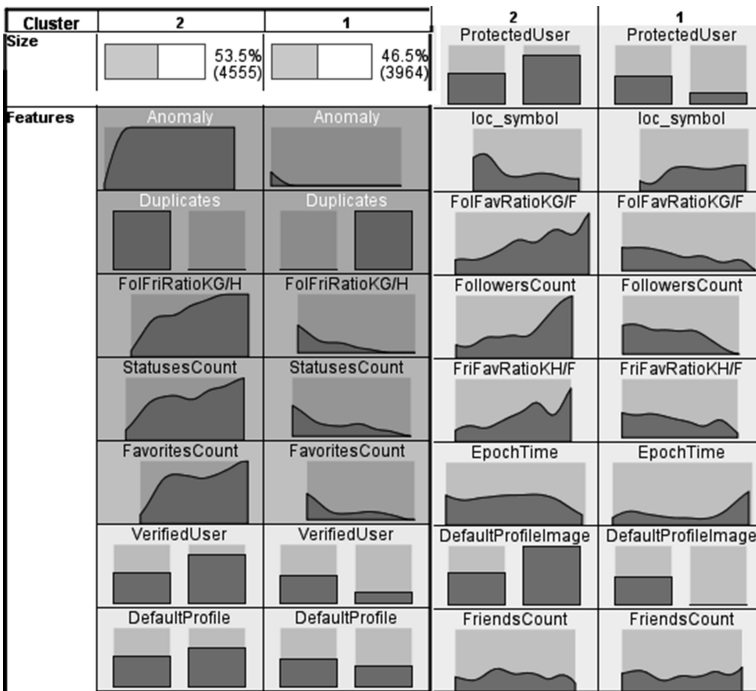 Cluster 2 1 2 1
Size 53.5% (4555) 46.5% (3964) ProtectedUser ProtectedUser
Features Anomaly Anomaly loc_symbol loc_symbol
Duplicates Duplicates FolFavRatioKG/F FolFavRatioKG/F
FolFriRatioKG/H FolFriRatioKG/H FollowersCount FollowersCount
StatusesCount StatusesCount FriFavRatioKH/F FriFavRatioKH/F
FavoritesCount FavoritesCount EpochTime EpochTime
VerifiedUser VerifiedUser DefaultProfileImage DefaultProfileImage
DefaultProfile DefaultProfile FriendsCount FriendsCount